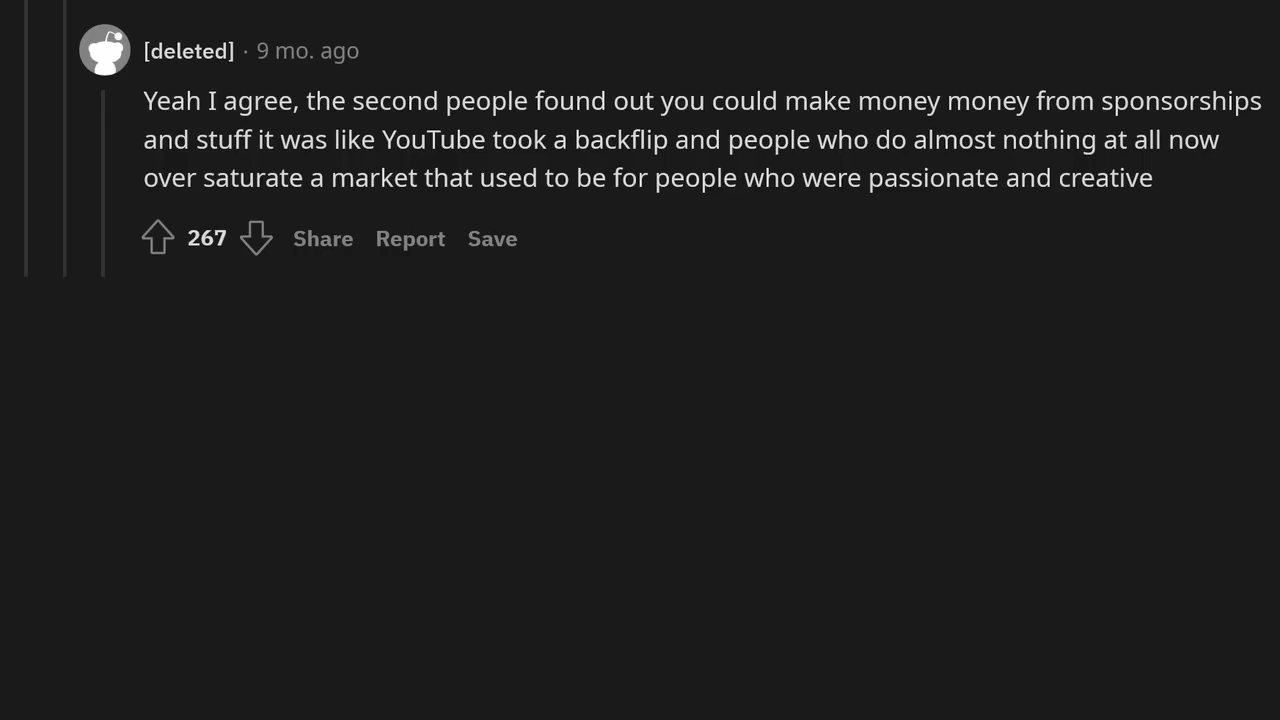 [deleted] · 9 mo. ago
Yeah I agree, the second people found out you could make money money from sponsorships
and stuff it was like YouTube took a backflip and people who do almost nothing at all now
over saturate a market that used to be for people who were passionate and creative
267 Share Report Save